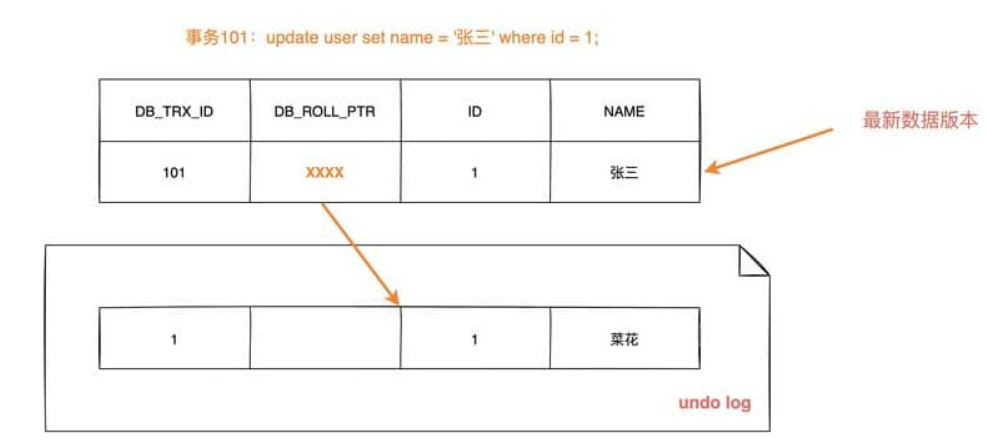 事务101：update user set name = '张三' where id = 1;
DB_TRX_ID DB_ROLL_PTR ID NAME
最新数据版本
101 XXXX 1 张三
1 1 菜花
undo log